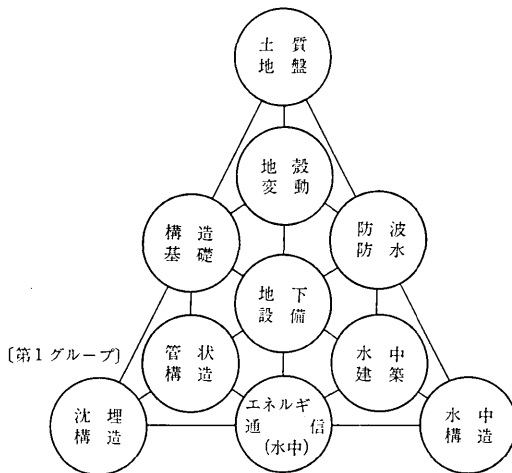 土質
地盤
地殻
変動
構造
基礎
防波
防水
地下
設備
〔第1グループ〕
管状
構造
水中
建築
沈埋
構造
エネルギ
通信
(水中)
水中
構造